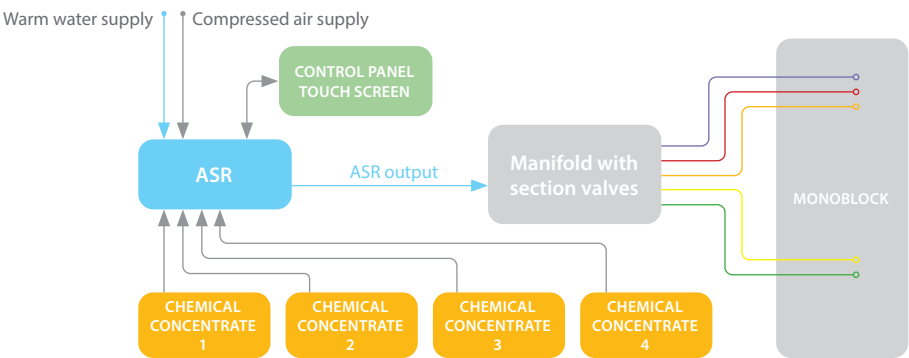 Warm water supply
Compressed air supply
CONTROL PANEL
TOUCH SCREEN
ASR
ASR output
Manifold with
section valves
MONOBLOCK
CHEMICAL
CONCENTRATE
1
CHEMICAL
CONCENTRATE
2
CHEMICAL
CONCENTRATE
3
CHEMICAL
CONCENTRATE
4